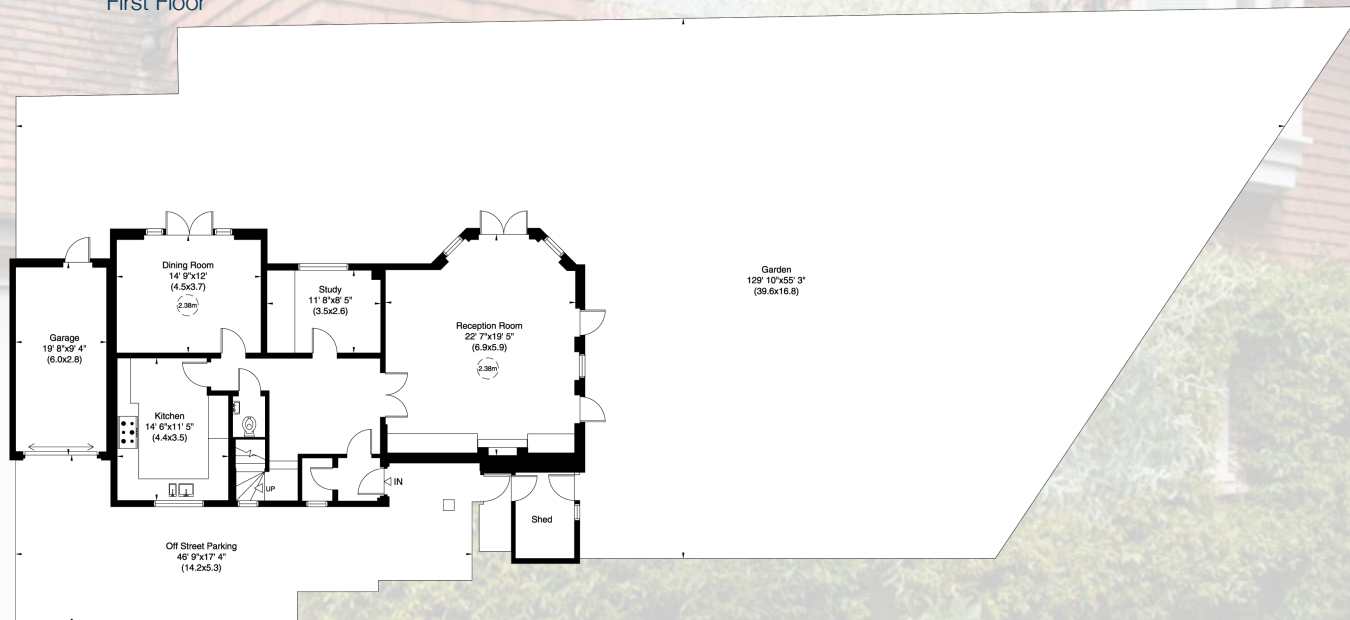 First Floor
Garden
129' 10"x55' 3"
(39.6x16.8)
Dining Room
14' 9"x12'
(4.5x3.7)
2.38m
Study
11' 8"x8' 5"
(3.5x2.6)
Garage
19' 8"x9' 4"
(6.0x2.8)
Reception Room
22' 7"x19' 5"
(6.9x5.9)
2.38m
Kitchen
14' 6"x11' 5"
(4.4x3.5)
UP
IN
Shed
Off Street Parking
46' 9"x17' 4"
(14.2x5.3)